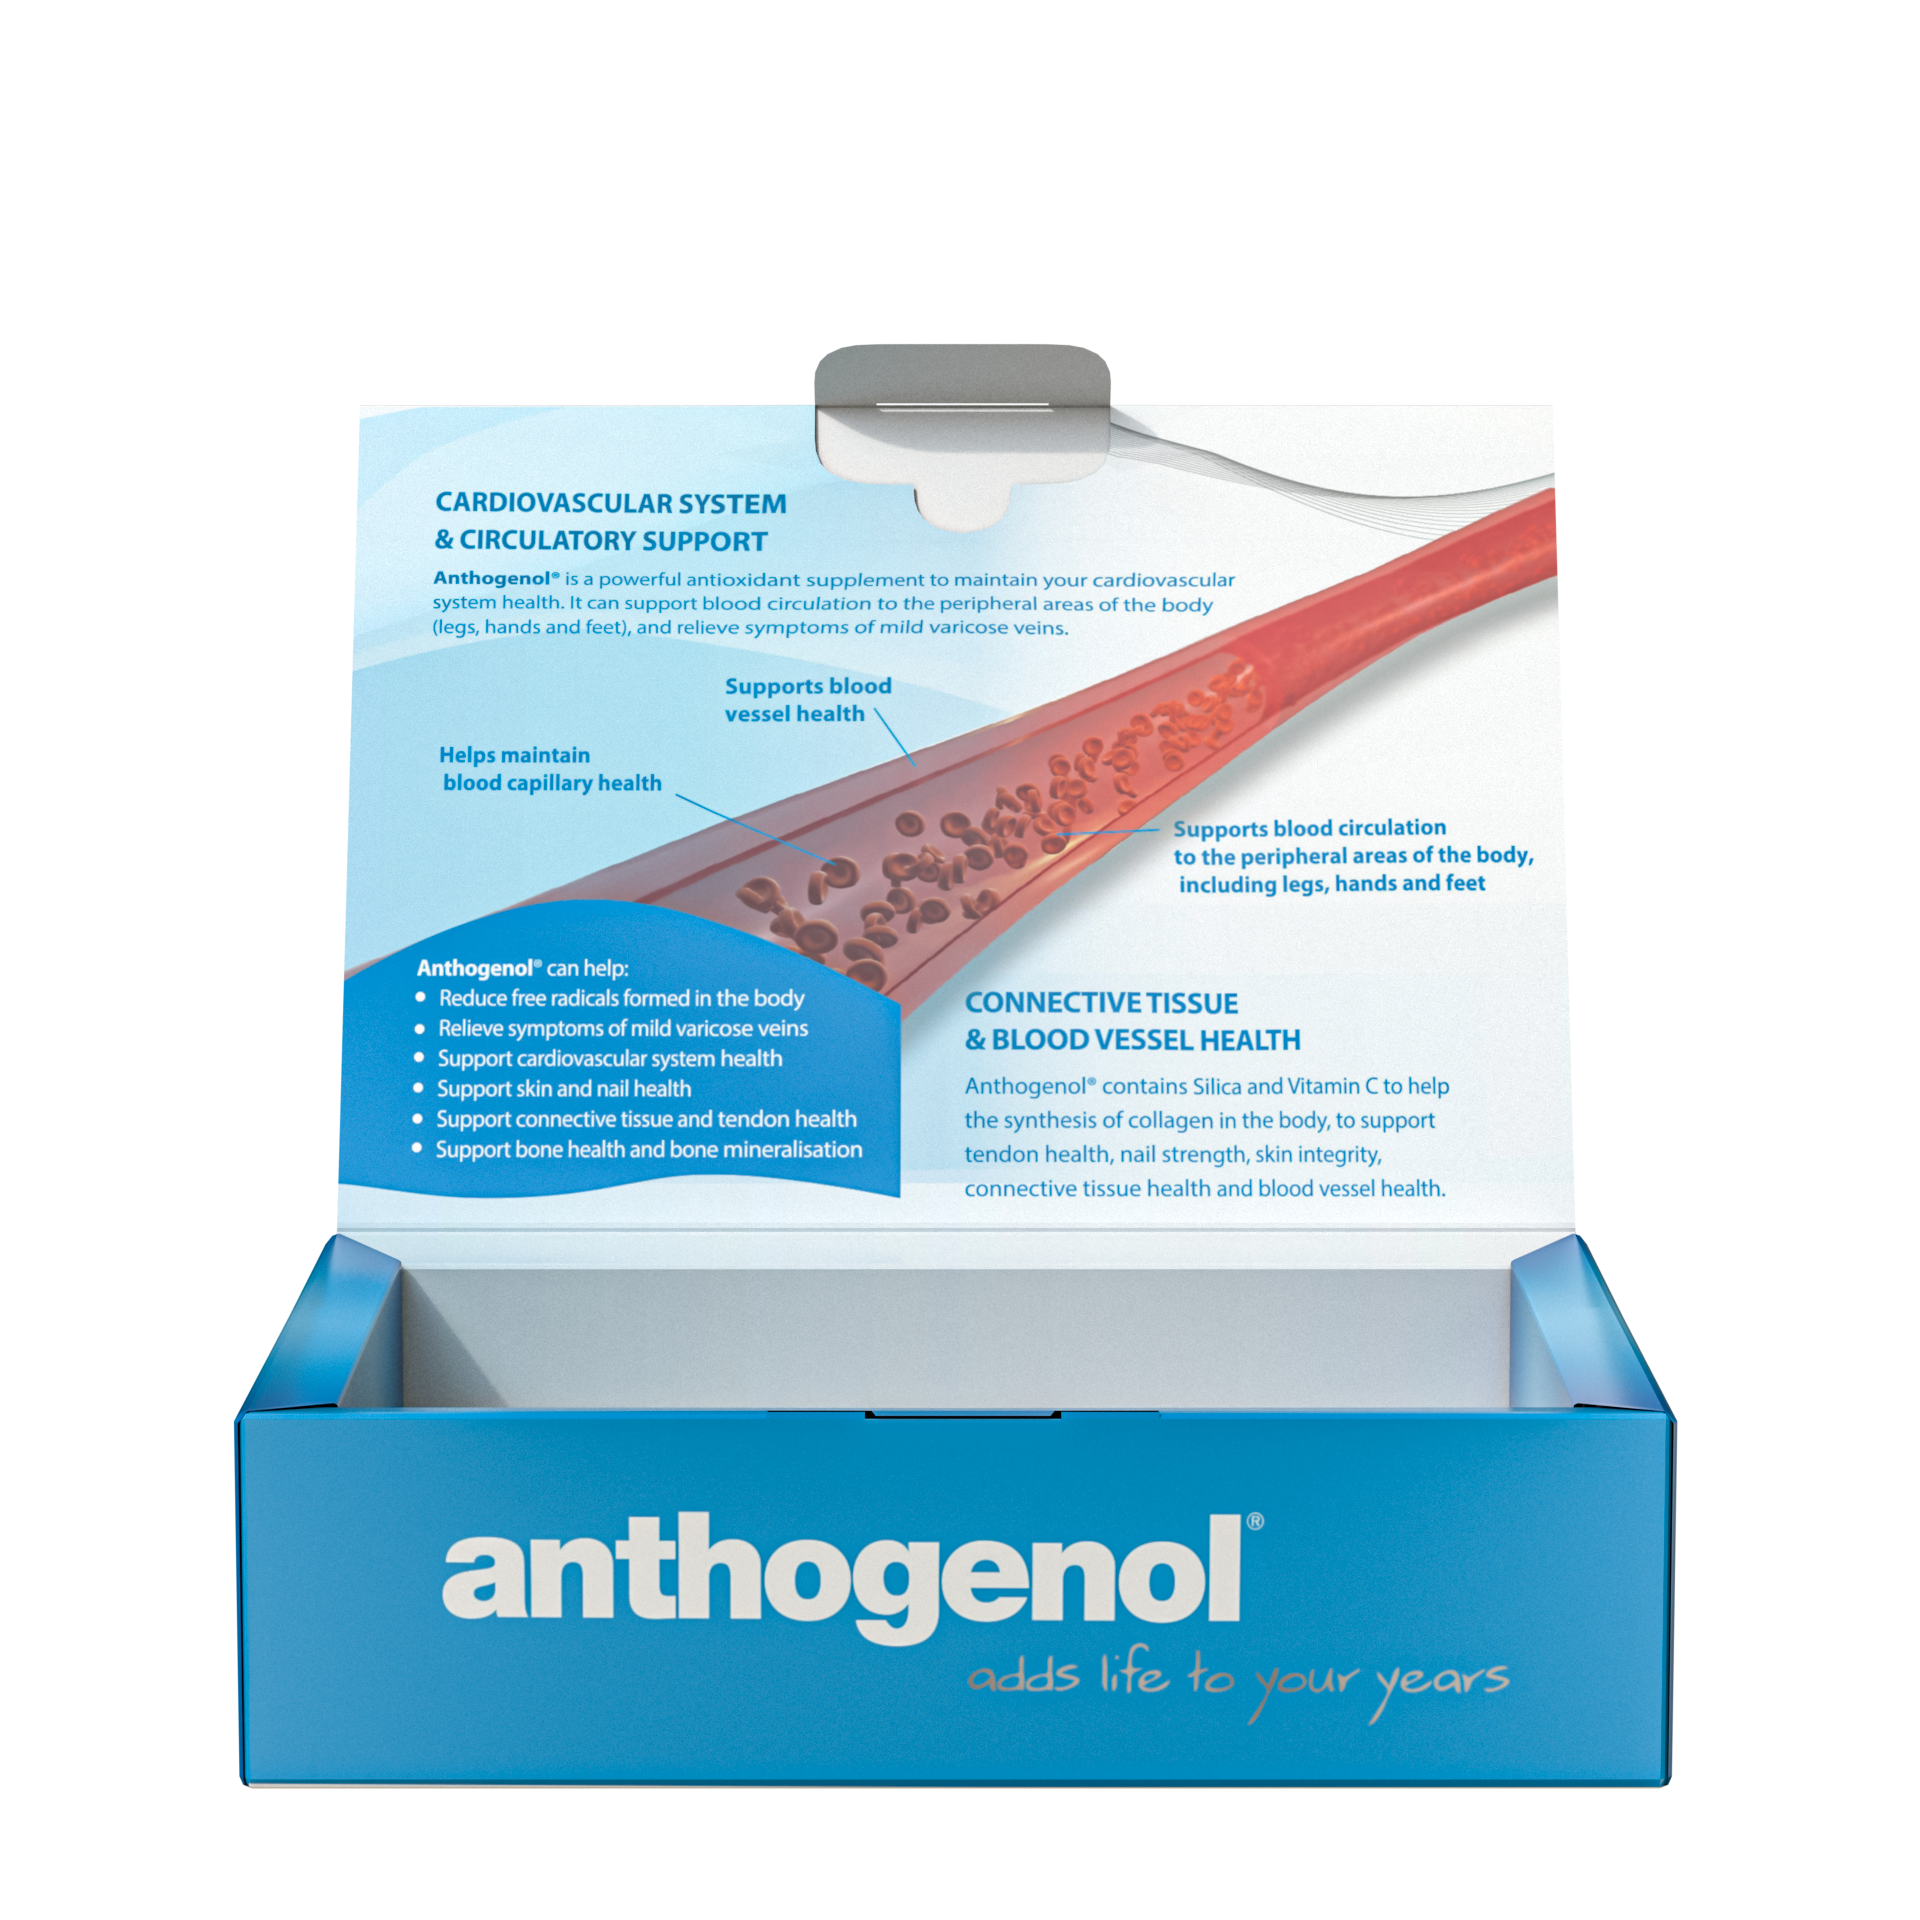 CARDIOVASCULAR SYSTEM
& CIRCULATORY SUPPORT
Anthogenol® is a powerful antioxidant supplement to maintain your cardiovascular
system health. It can support blood circulation to the peripheral areas of the body
(legs, hands and feet), and relieve symptoms of mild varicose veins.
Supports blood
vessel health
Helps maintain
blood capillary health
Supports blood circulation
to the peripheral areas of the body,
including legs, hands and feet
Anthogenol® can help:
• Reduce free radicals formed in the body
• Relieve symptoms of mild varicose veins
• Support cardiovascular system health
• Support skin and nail health
• Support connective tissue and tendon health
• Support bone health and bone mineralisation
CONNECTIVE TISSUE
& BLOOD VESSEL HEALTH
Anthogenol® contains Silica and Vitamin C to help
the synthesis of collagen in the body, to support
tendon health, nail strength, skin integrity,
connective tissue health and blood vessel health.
anthogenol®
adds life to your years